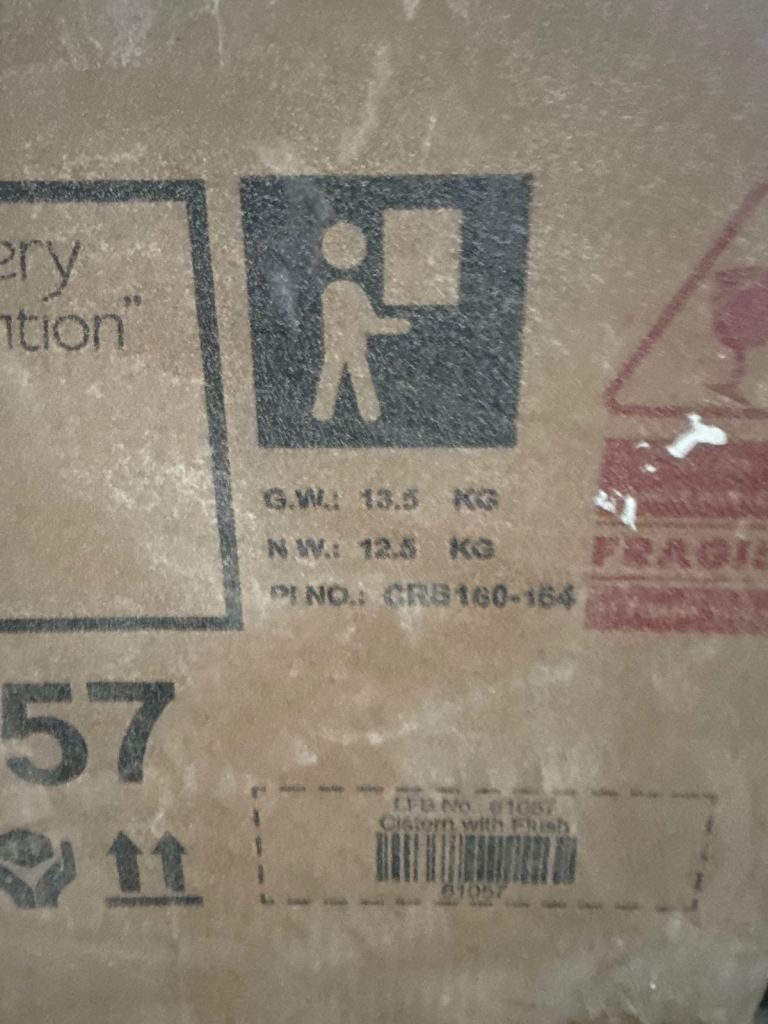 ery
ntion"
G.W.: 13.5 KG
N.W.: 12.5 KG
PI NO.: CRB160-164
FRAGI
57
LFB No : 61057
Cistern with Flush
61057